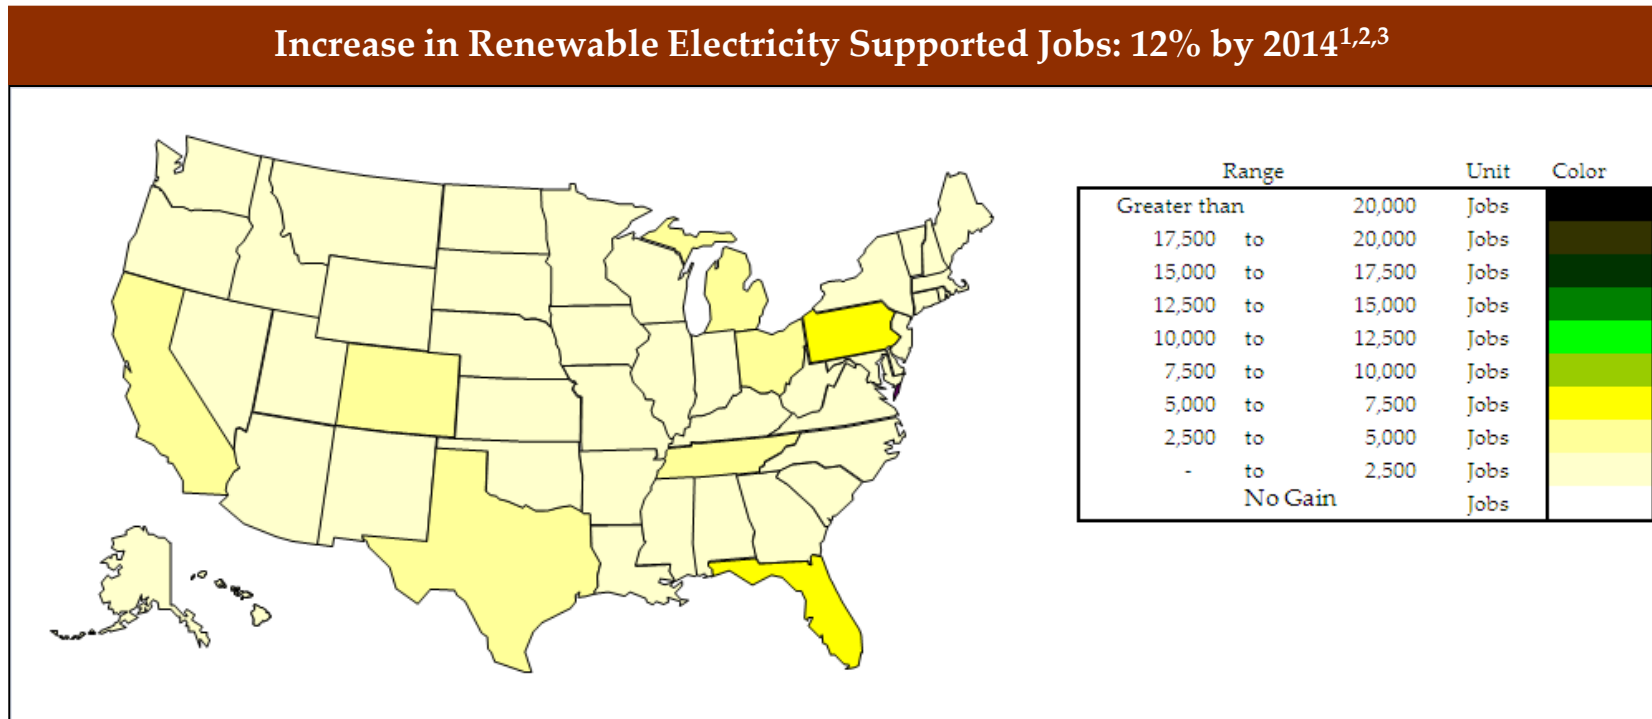 Increase in Renewable Electricity Supported Jobs: 12% by 20141,2,3
Range Unit Color
Greater than 20,000 Jobs
17,500 to 20,000 Jobs
15,000 to 17,500 Jobs
12,500 to 15,000 Jobs
10,000 to 12,500 Jobs
7,500 to 10,000 Jobs
5,000 to 7,500 Jobs
2,500 to 5,000 Jobs
- to 2,500 Jobs
No Gain Jobs